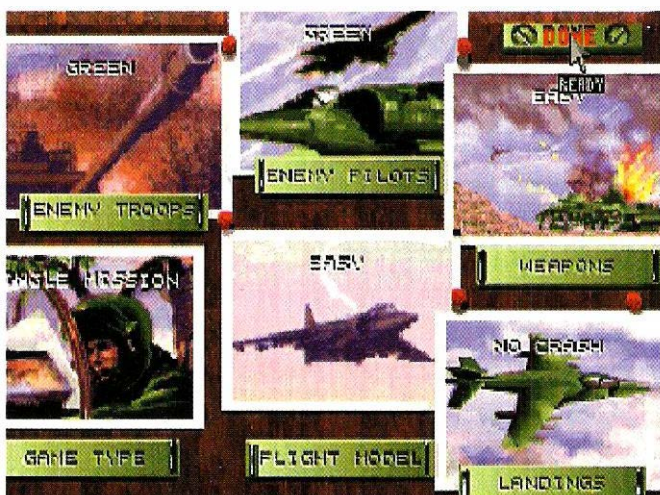 GREEN
ENEMY TROOPS
GREEN
ENEMY PILOTS
DONE
READY
EASY
WEAPONS
MISSION
GAME TYPE
EASY
FLIGHT MODEL
NO CRASH
LANDINGS